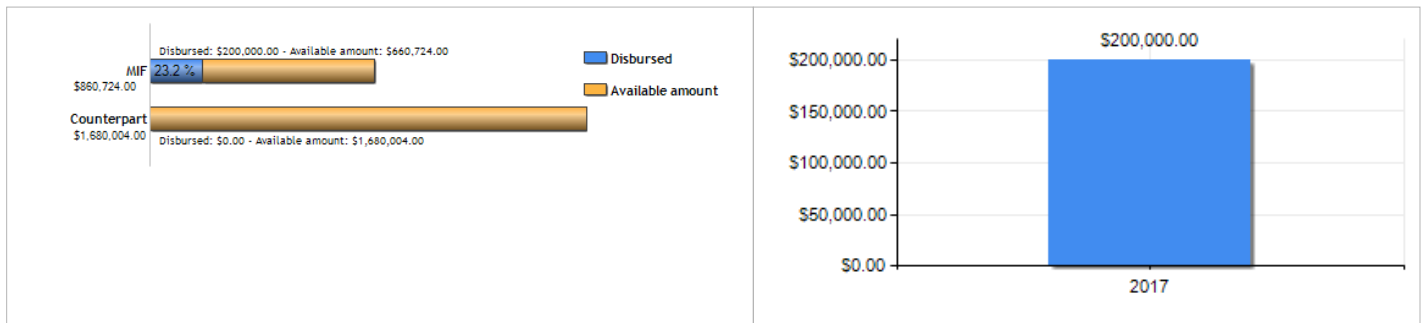 Disbursed: $200,000.00 - Available amount: $660,724.00
MIF 23.2 %
$860,724.00
Counterpart
$1,680,004.00
Disbursed: $0.00 - Available amount: $1,680,004.00
Disbursed
Available amount
$200,000.00
$200,000.00
$150,000.00
$100,000.00
$50,000.00
$0.00
2017